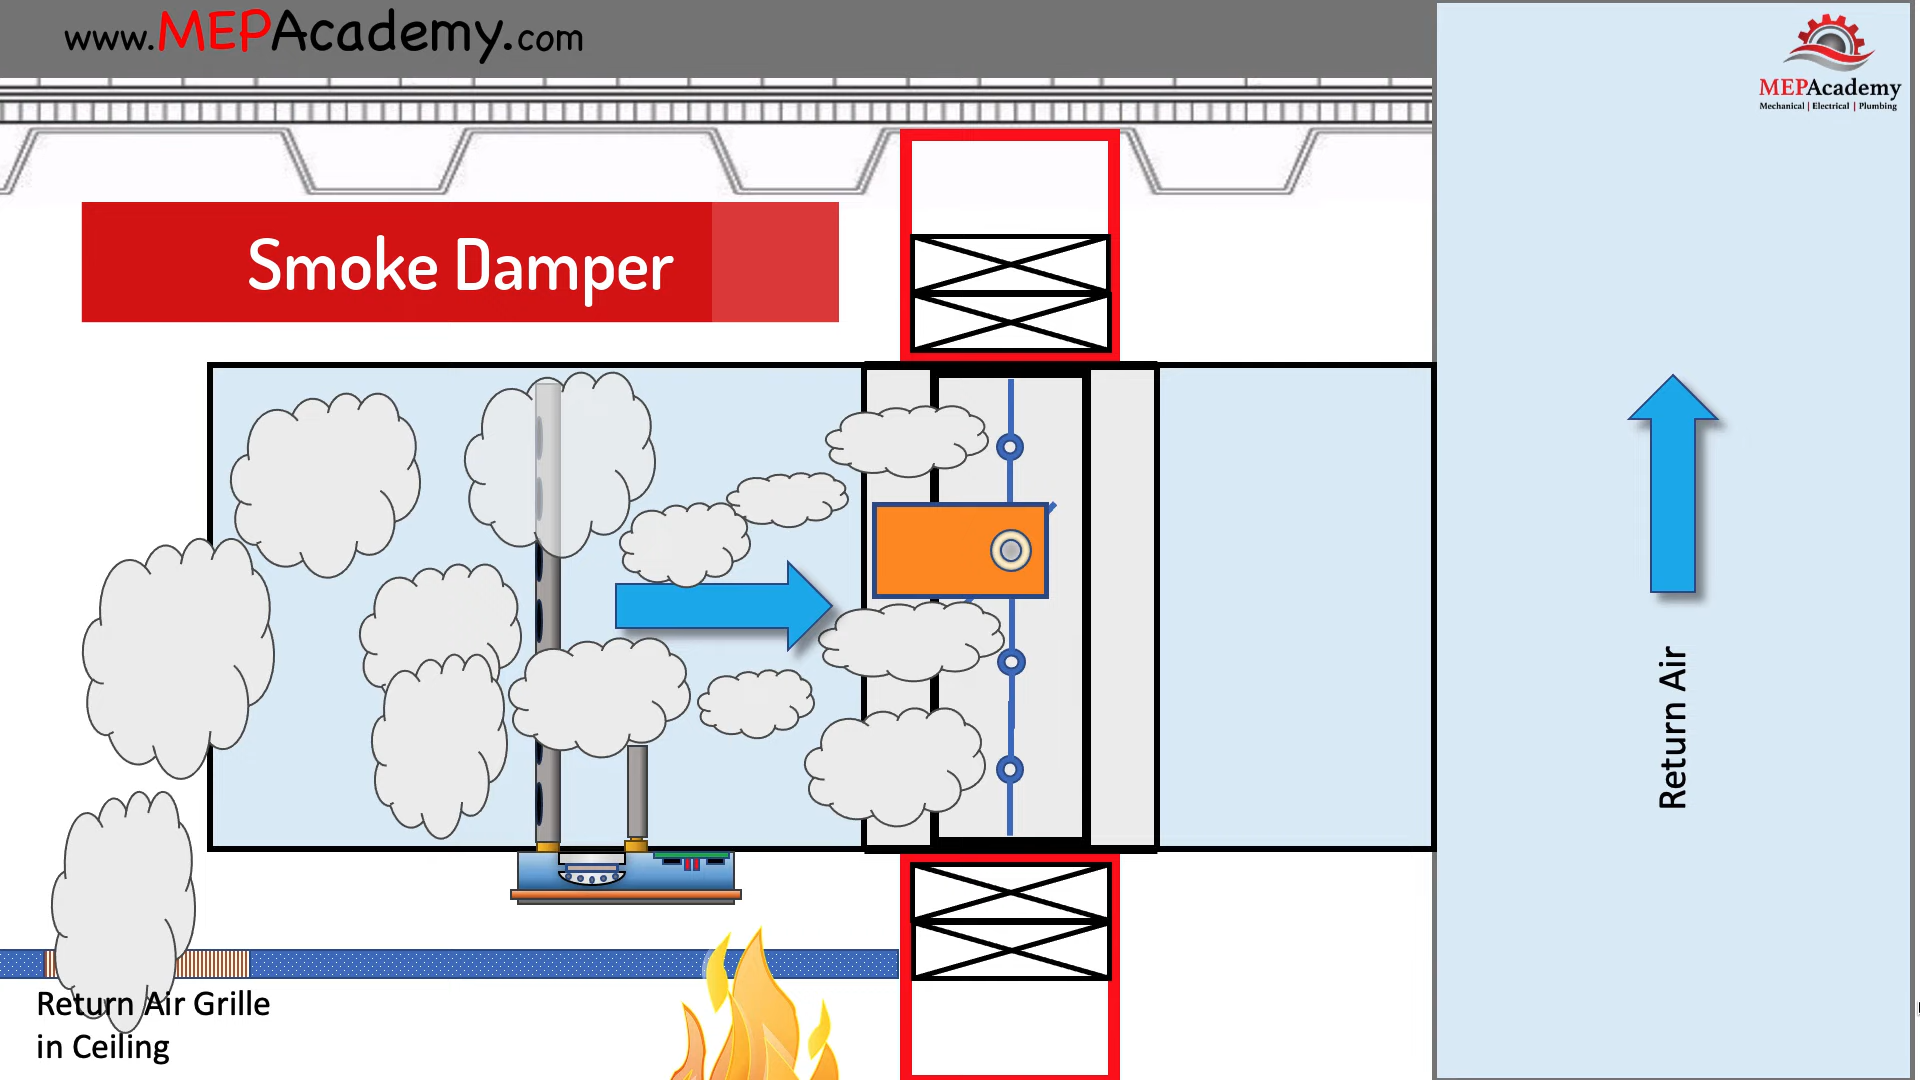 www.MEPAcademy.com
MEPAcademy
Mechanical | Electrical | Plumbing
Smoke Damper
Return Air
Return Air Grille
in Ceiling